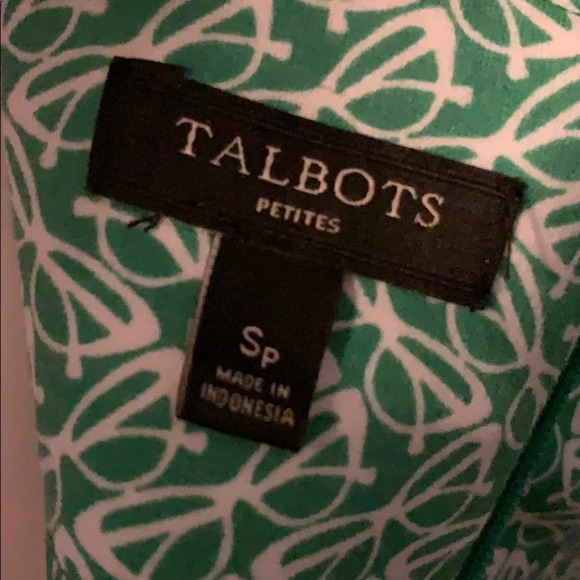 TALBOTS
PETITES
Sp
MADE IN
INDONESIA